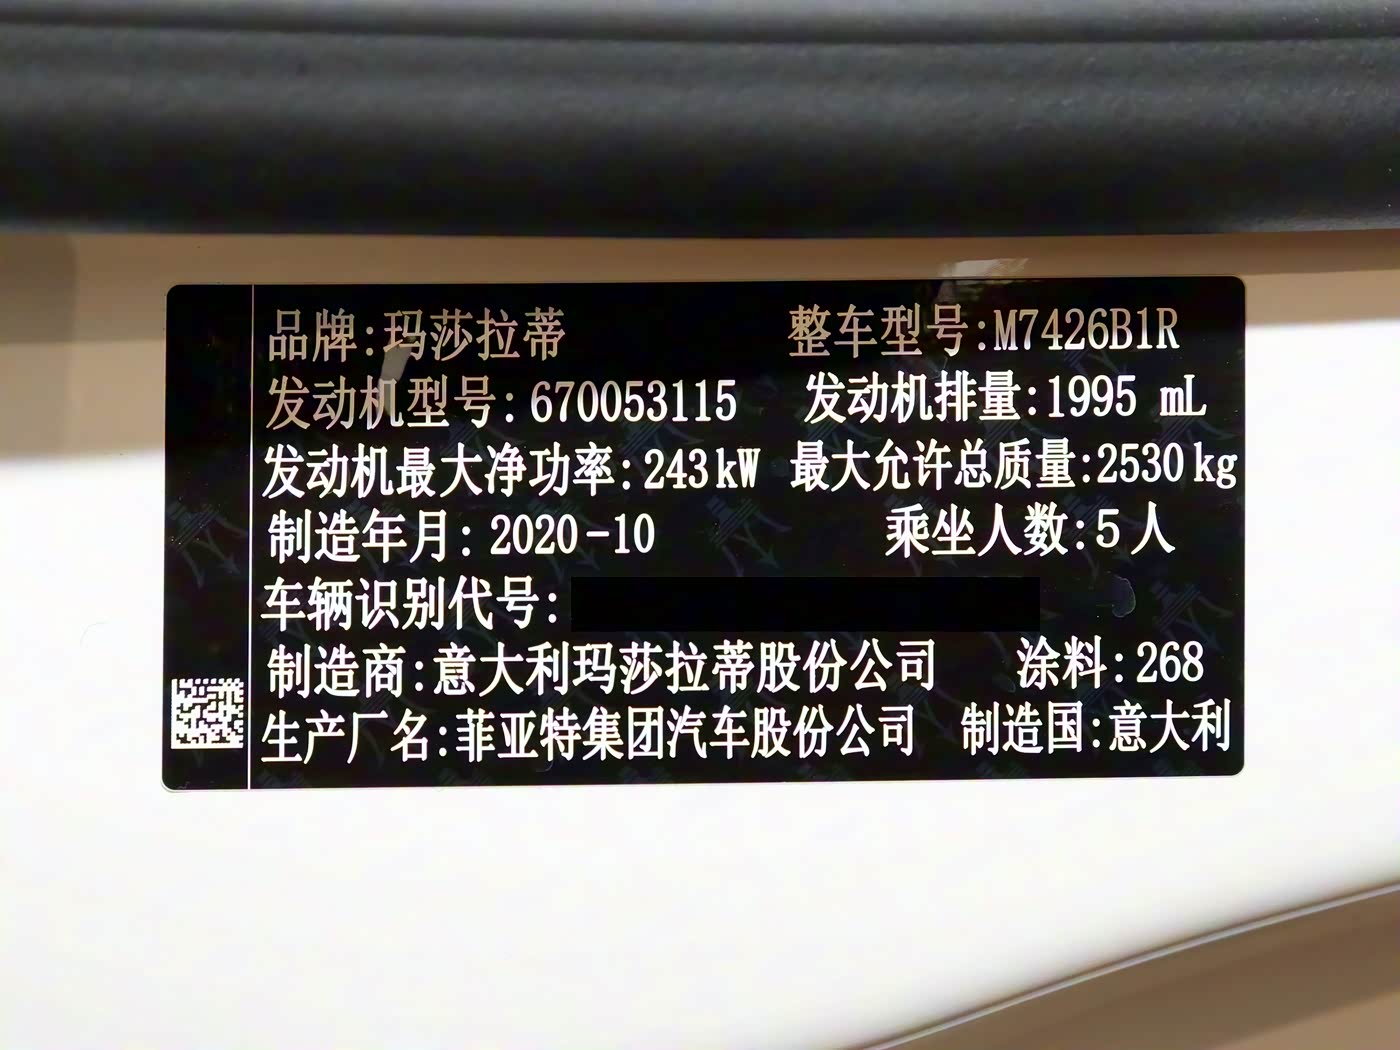 品牌:玛莎拉蒂 整车型号:M7426B1R
发动机型号:670053115 发动机排量:1995 mL
发动机最大净功率:243kW 最大允许总质量:2530kg
制造年月:2020-10 乘坐人数:5人
车辆识别代号:
制造商:意大利玛莎拉蒂股份公司 涂料:268
生产厂名:菲亚特集团汽车股份公司 制造国:意大利